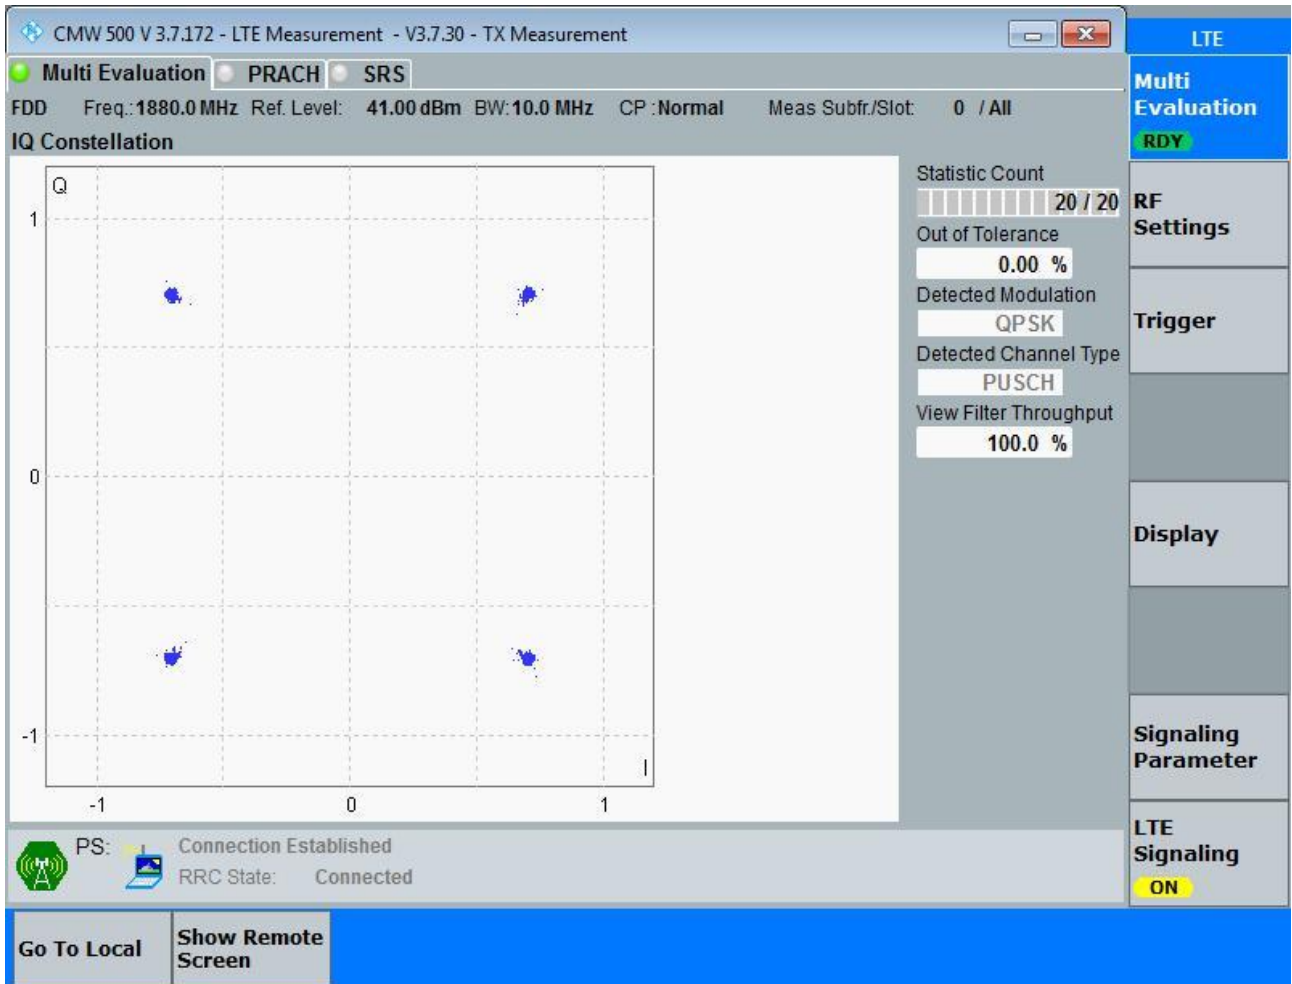 CMW 500 V 3.7.172 - LTE Measurement - V3.7.30 - TX Measurement
LTE
Multi Evaluation PRACH SRS
FDD Freq.: 1880.0 MHz Ref. Level: 41.00 dBm BW: 10.0 MHz CP : Normal Meas Subfr./Slot: 0 / All
IQ Constellation
Q
1
0
-1
I
-1 0 1
Statistic Count
20 / 20
Out of Tolerance
0.00 %
Detected Modulation
QPSK
Detected Channel Type
PUSCH
View Filter Throughput
100.0 %
Multi
Evaluation
RDY
RF
Settings
Trigger
Display
Signaling
Parameter
LTE
Signaling
ON
PS: Connection Established
RRC State: Connected
Go To Local
Show Remote
Screen